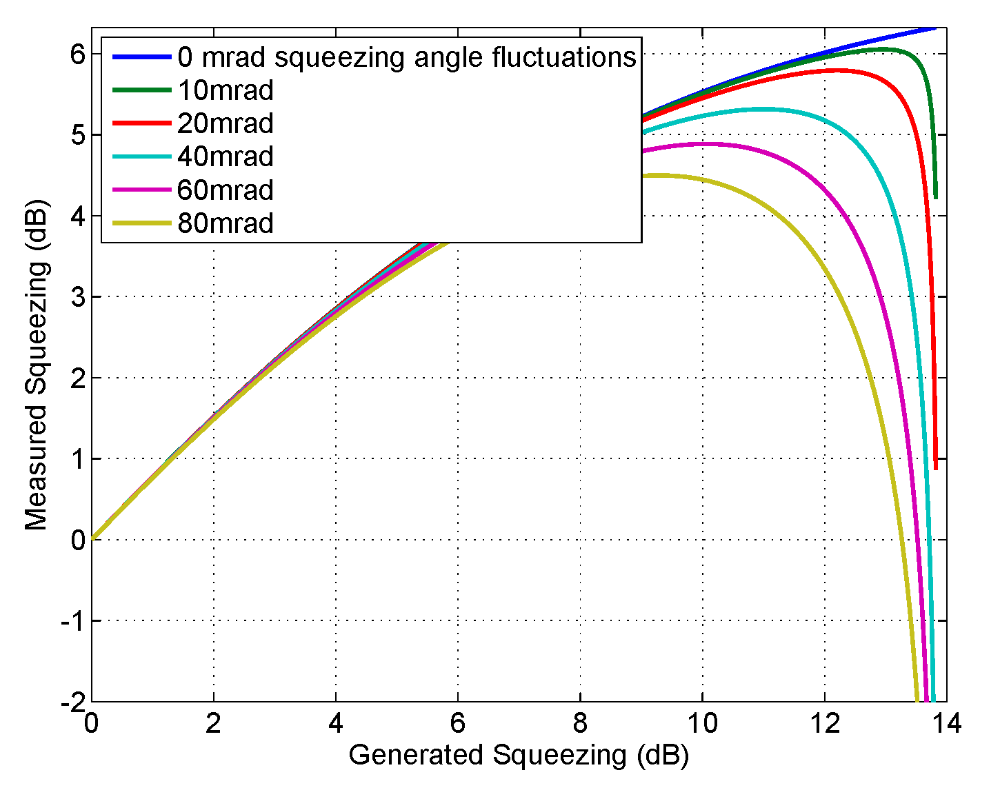 0 mrad squeezing angle fluctuations
10mrad
20mrad
40mrad
60mrad
80mrad
6
5
4
3
2
1
0
-1
-2
0 2 4 6 8 10 12 14
Measured Squeezing (dB)
Generated Squeezing (dB)